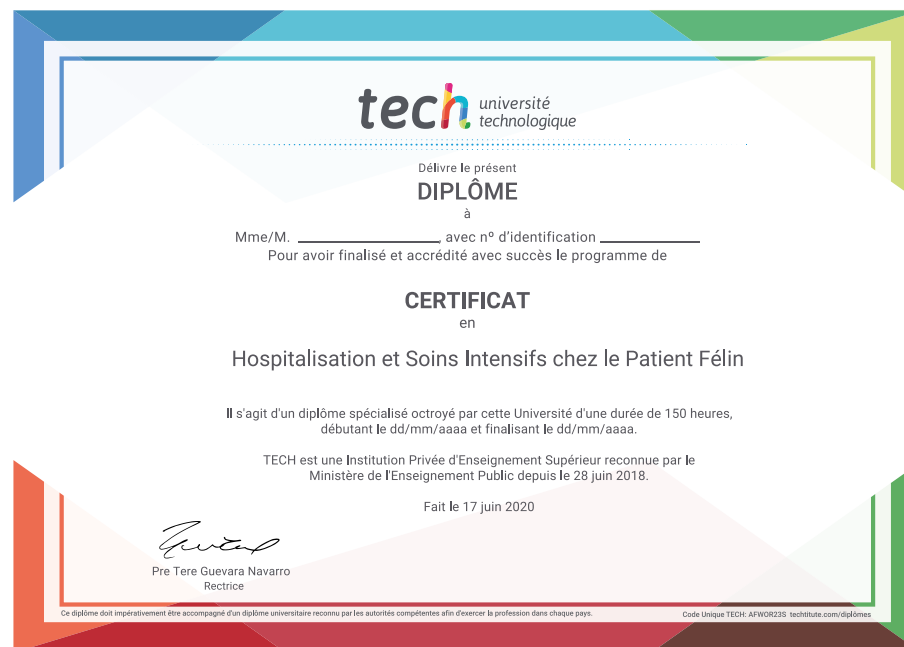 tech université
technologique
Délivre le présent
DIPLÔME
à
Mme/M. ____________________, avec nº d'identification ______________
Pour avoir finalisé et accrédité avec succès le programme de
CERTIFICAT
en
Hospitalisation et Soins Intensifs chez le Patient Félin
Il s'agit d'un diplôme spécialisé octroyé par cette Université d'une durée de 150 heures,
débutant le dd/mm/aaaa et finalisant le dd/mm/aaaa.
TECH est une Institution Privée d'Enseignement Supérieur reconnue par le
Ministère de l'Enseignement Public depuis le 28 juin 2018.
Fait le 17 juin 2020
Pre Tere Guevara Navarro
Rectrice
Ce diplôme doit impérativement être accompagné d'un diplôme universitaire reconnu par les autorités compétentes afin d'exercer la profession dans chaque pays.
Code Unique TECH: AFWOR23S techtitute.com/diplômes